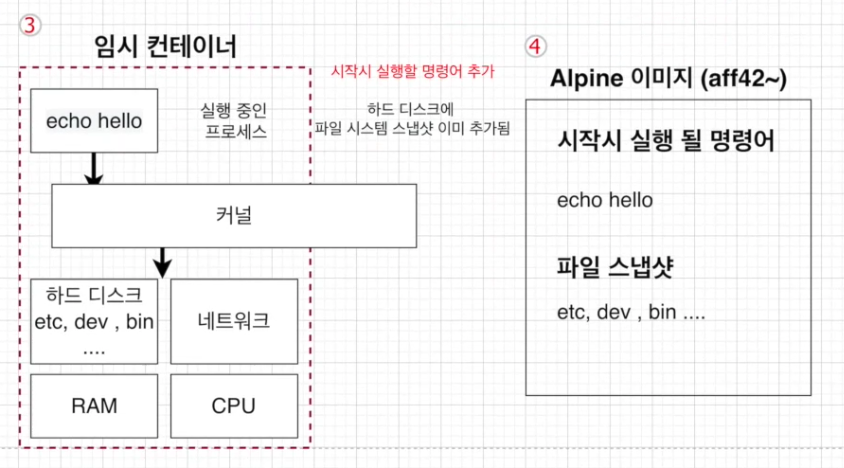 ③
임시 컨테이너
시작시 실행할 명령어 추가
echo hello
실행 중인
프로세스
하드 디스크에
파일 시스템 스냅샷 이미 추가됨
커널
하드 디스크
etc, dev , bin
....
네트워크
RAM
CPU
④
Alpine 이미지 (aff42~)
시작시 실행 될 명령어
echo hello
파일 스냅샷
etc, dev , bin ....